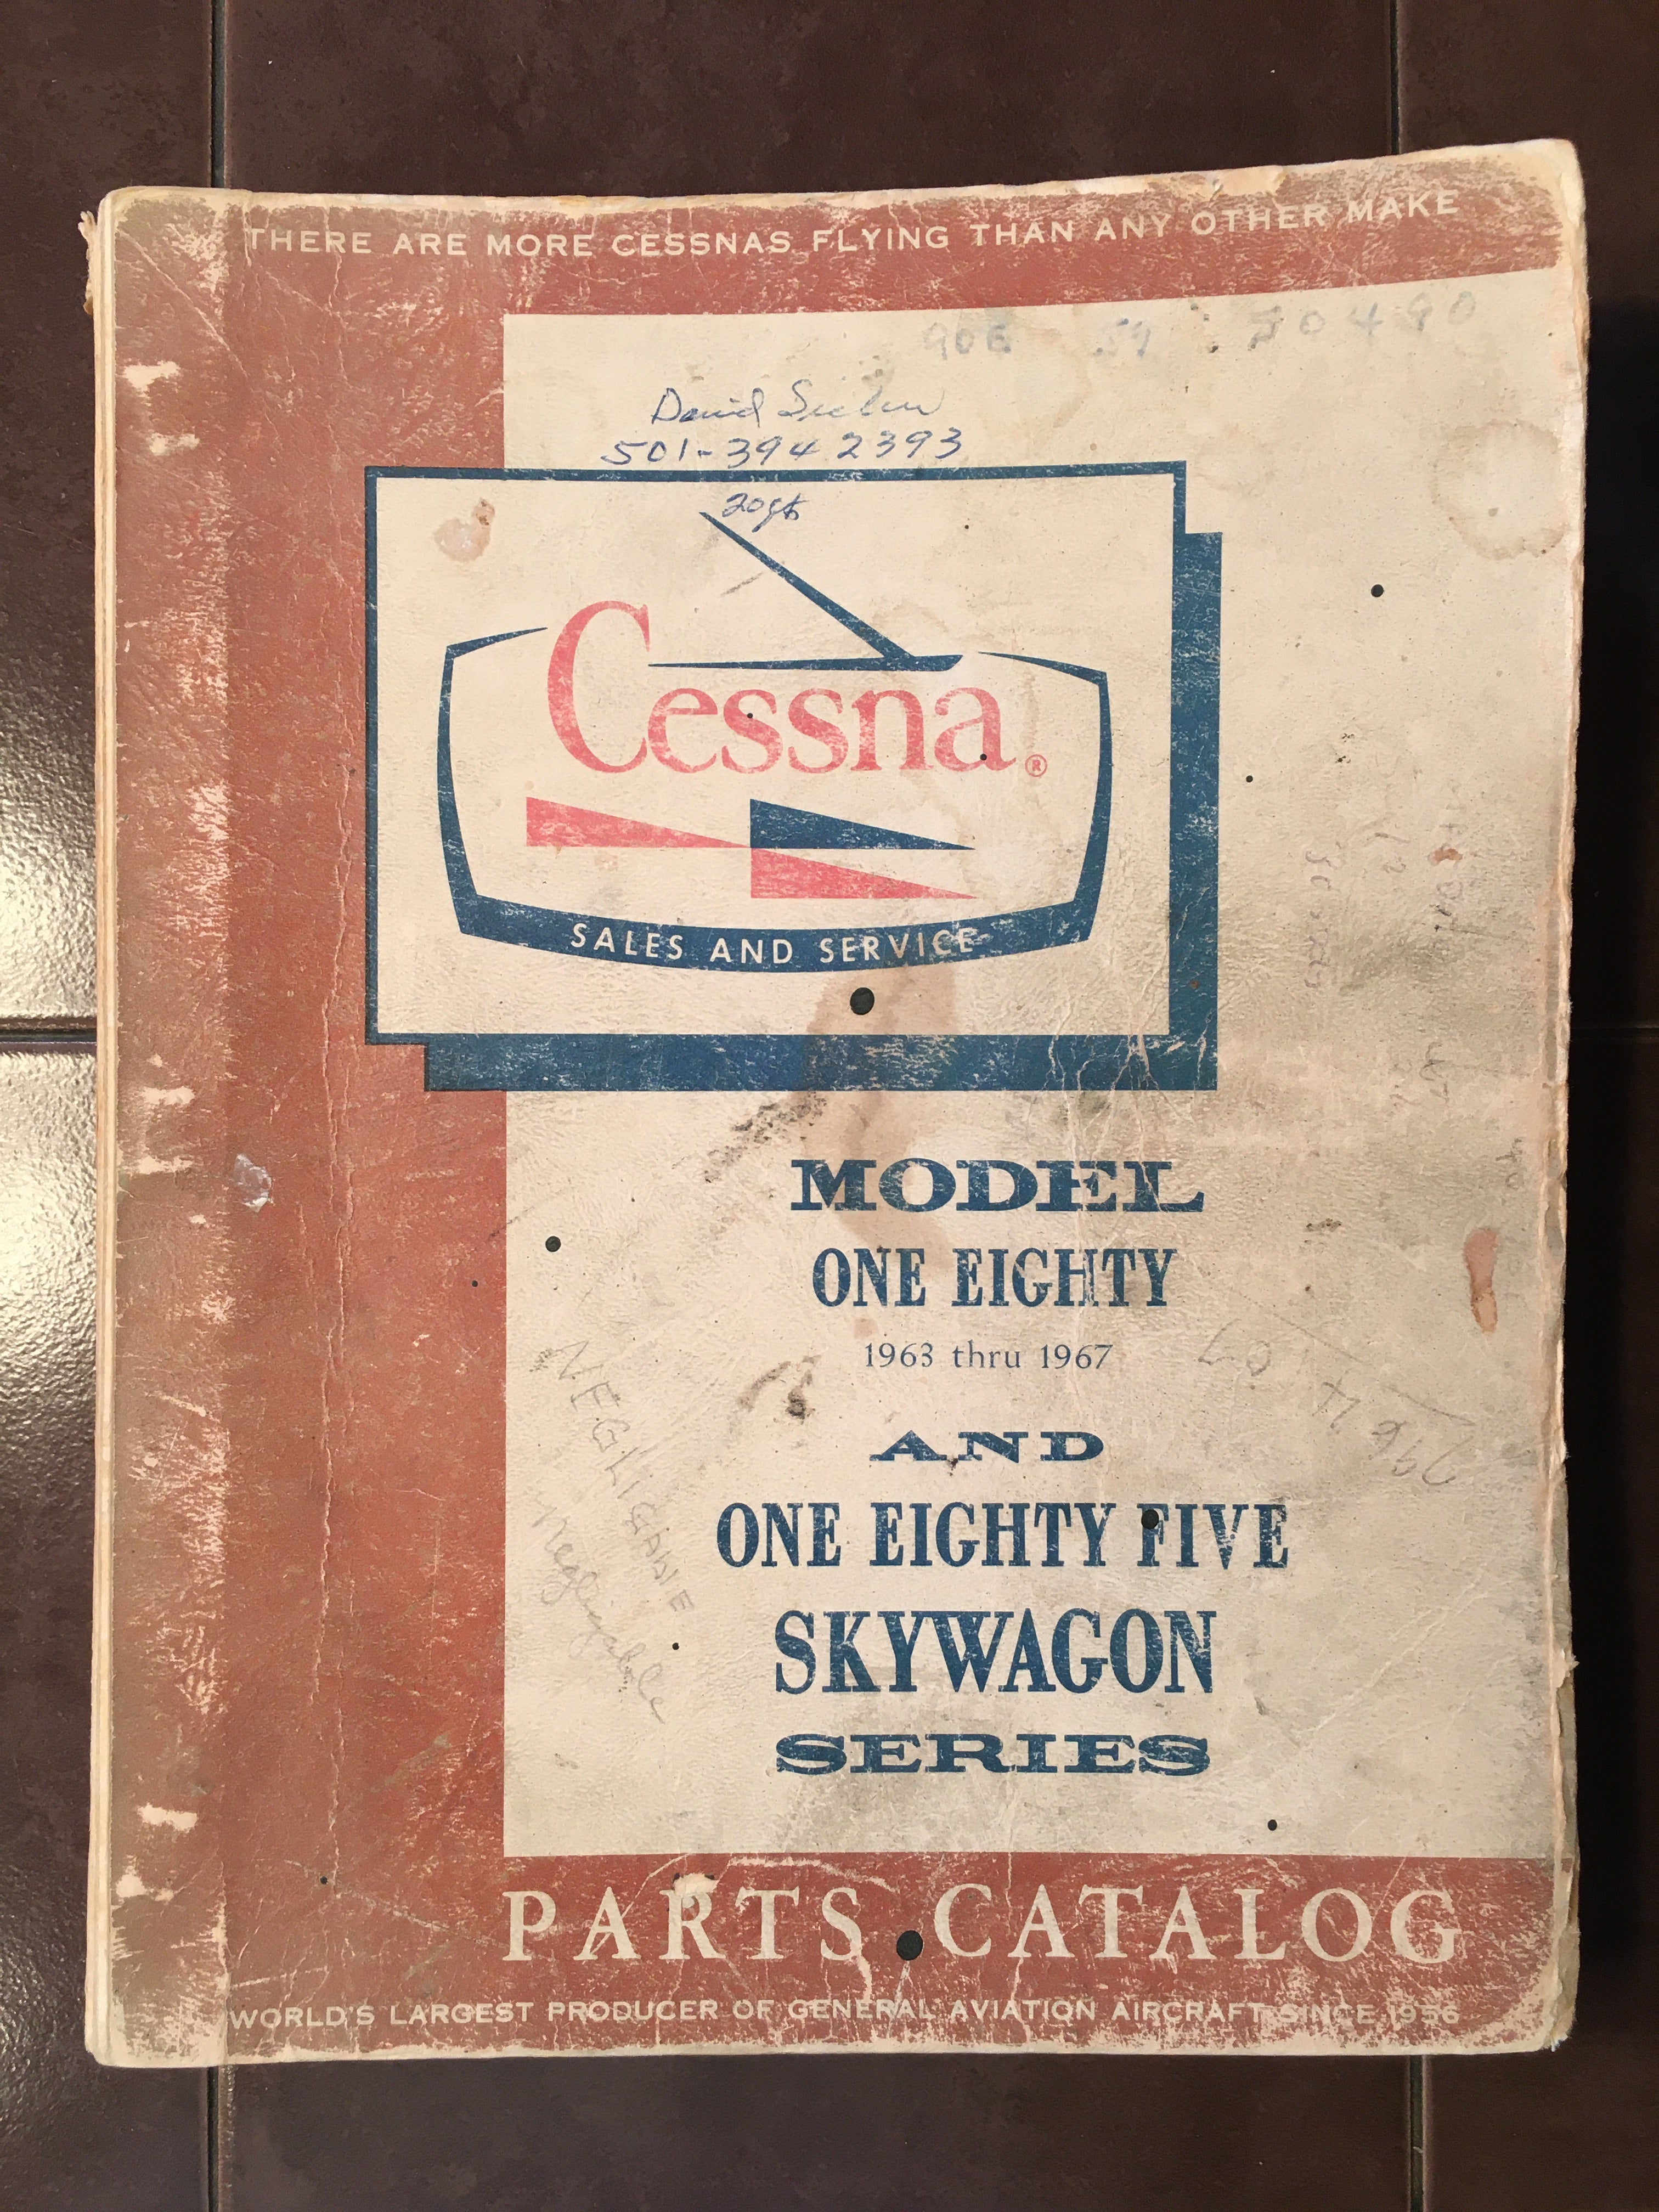 THERE ARE MORE CESSNAS FLYING THAN ANY OTHER MAKE
David
501-394 2393
Cessna®
SALES AND SERVICE
MODEL
ONE EIGHTY
1963 thru 1967
AND
ONE EIGHTY FIVE
SKYWAGON
SERIES
NEGLIGABLE
negligable
PARTS CATALOG
WORLD'S LARGEST PRODUCER OF GENERAL AVIATION AIRCRAFT SINCE 1956